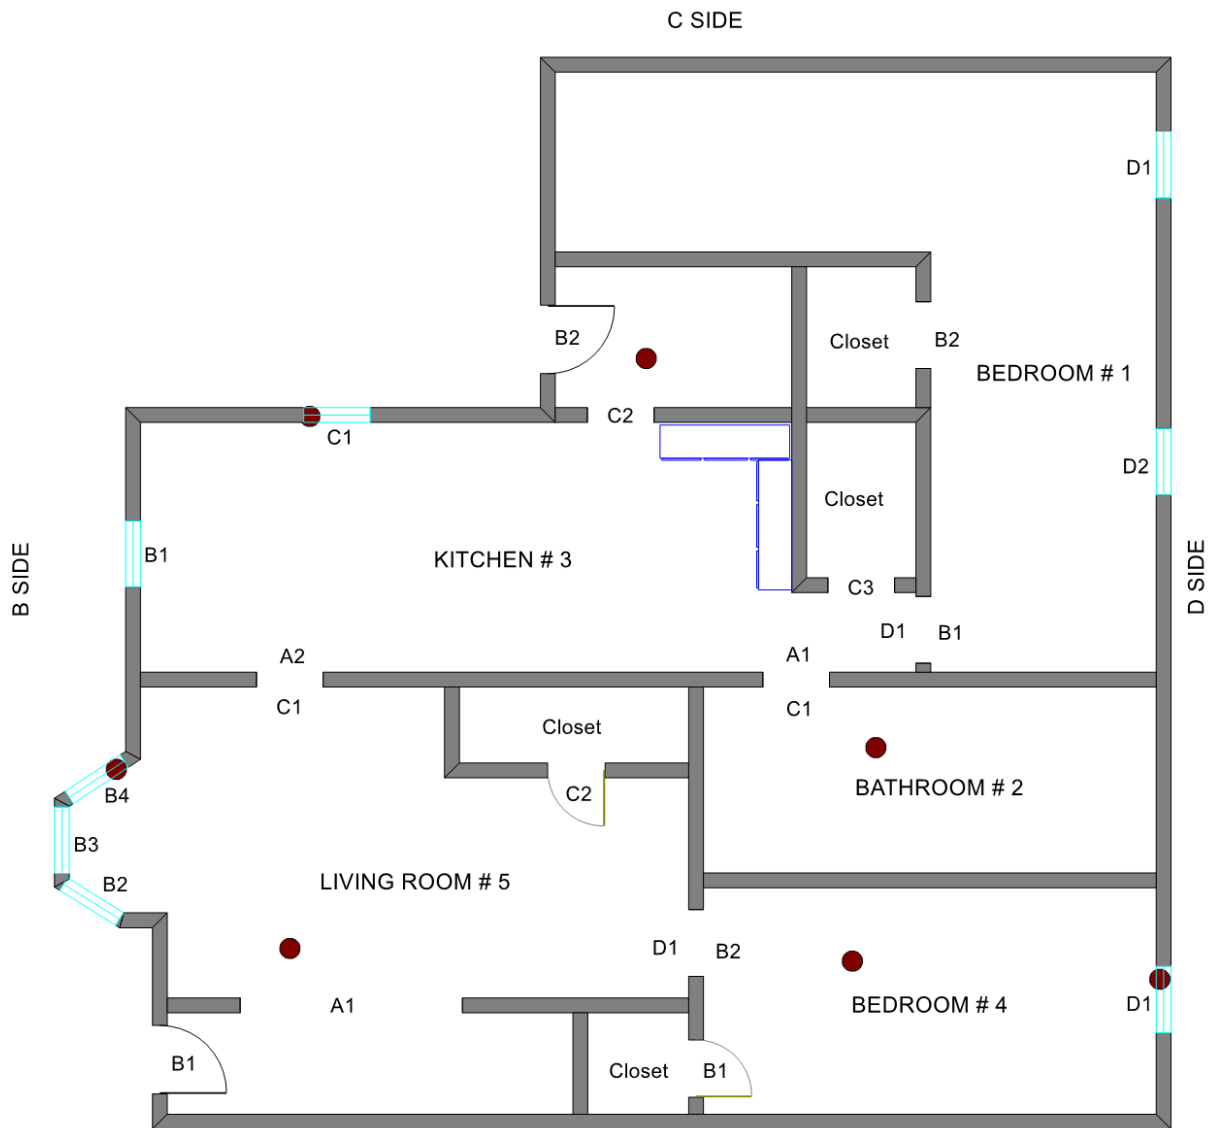 C SIDE
D1
B2
Closet
B2
BEDROOM # 1
C2
C1
D2
Closet
B SIDE
B1
KITCHEN # 3
D SIDE
C3
D1
B1
A2
A1
C1
C1
Closet
BATHROOM # 2
C2
B4
B3
B2
LIVING ROOM # 5
D1
B2
A1
BEDROOM # 4
D1
B1
Closet
B1